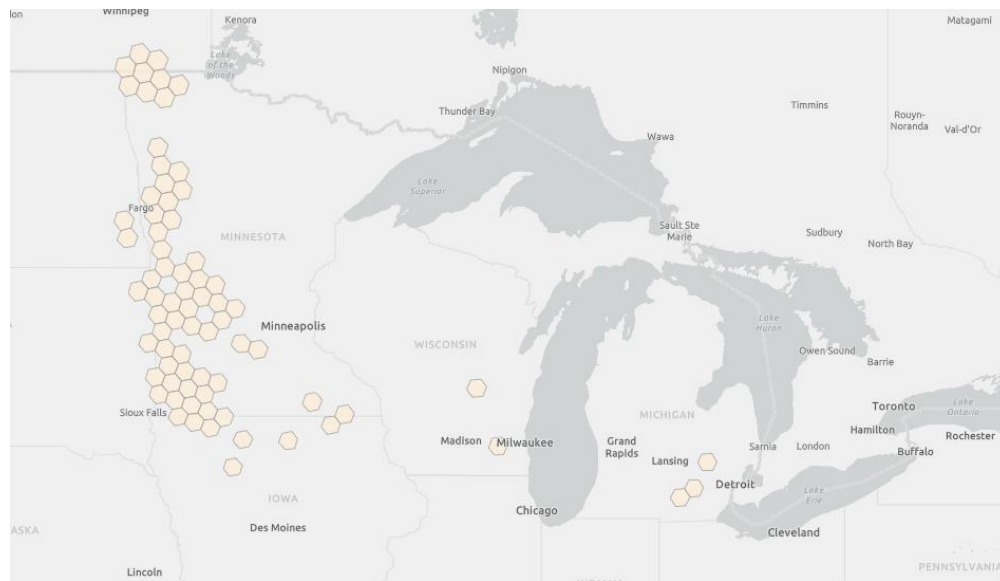 Winnipeg
Kenora
Matagami
Lake
of the
Woods
Nipigon
Thunder Bay
Timmins
Rouyn-
Noranda
Val-d'Or
Wawa
Lake
Superior
Fargo
MINNESOTA
Sault Ste
Marie
Sudbury
North Bay
Minneapolis
Lake
Huron
WISCONSIN
Owen Sound
Barrie
Sioux Falls
MICHIGAN
Toronto
Lake
Ontario
Hamilton
Rochester
Madison
Milwaukee
Grand
Rapids
Lansing
Sarnia
London
Buffalo
Detroit
Lake
Erie
IOWA
Chicago
Des Moines
Cleveland
Lincoln
PENNSYLVANIA